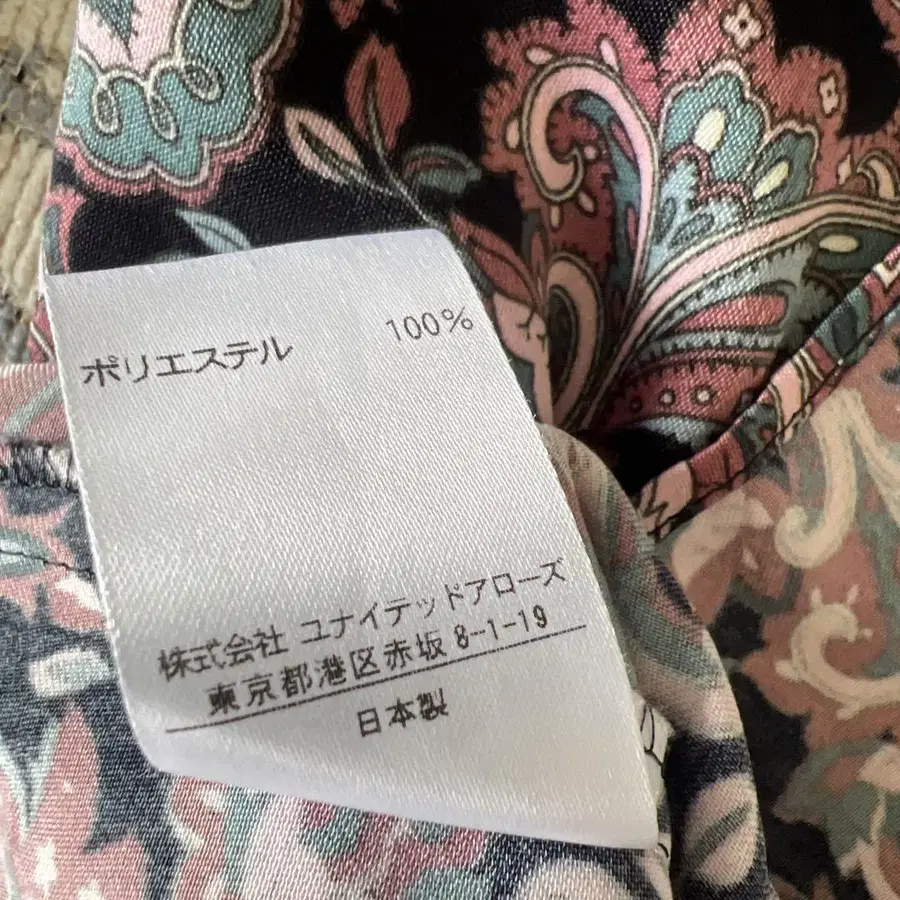 ポリエステル 100%
株式会社 ユナイテッドアローズ
東京都港区赤坂 8-1-19
日本製